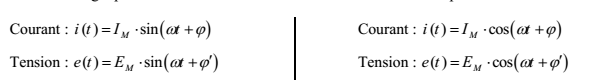 Courant : i(t) = I_M · sin(ωt + φ)
Tension : e(t) = E_M · sin(ωt + φ')
Courant : i(t) = I_M · cos(ωt + φ)
Tension : e(t) = E_M · cos(ωt + φ')